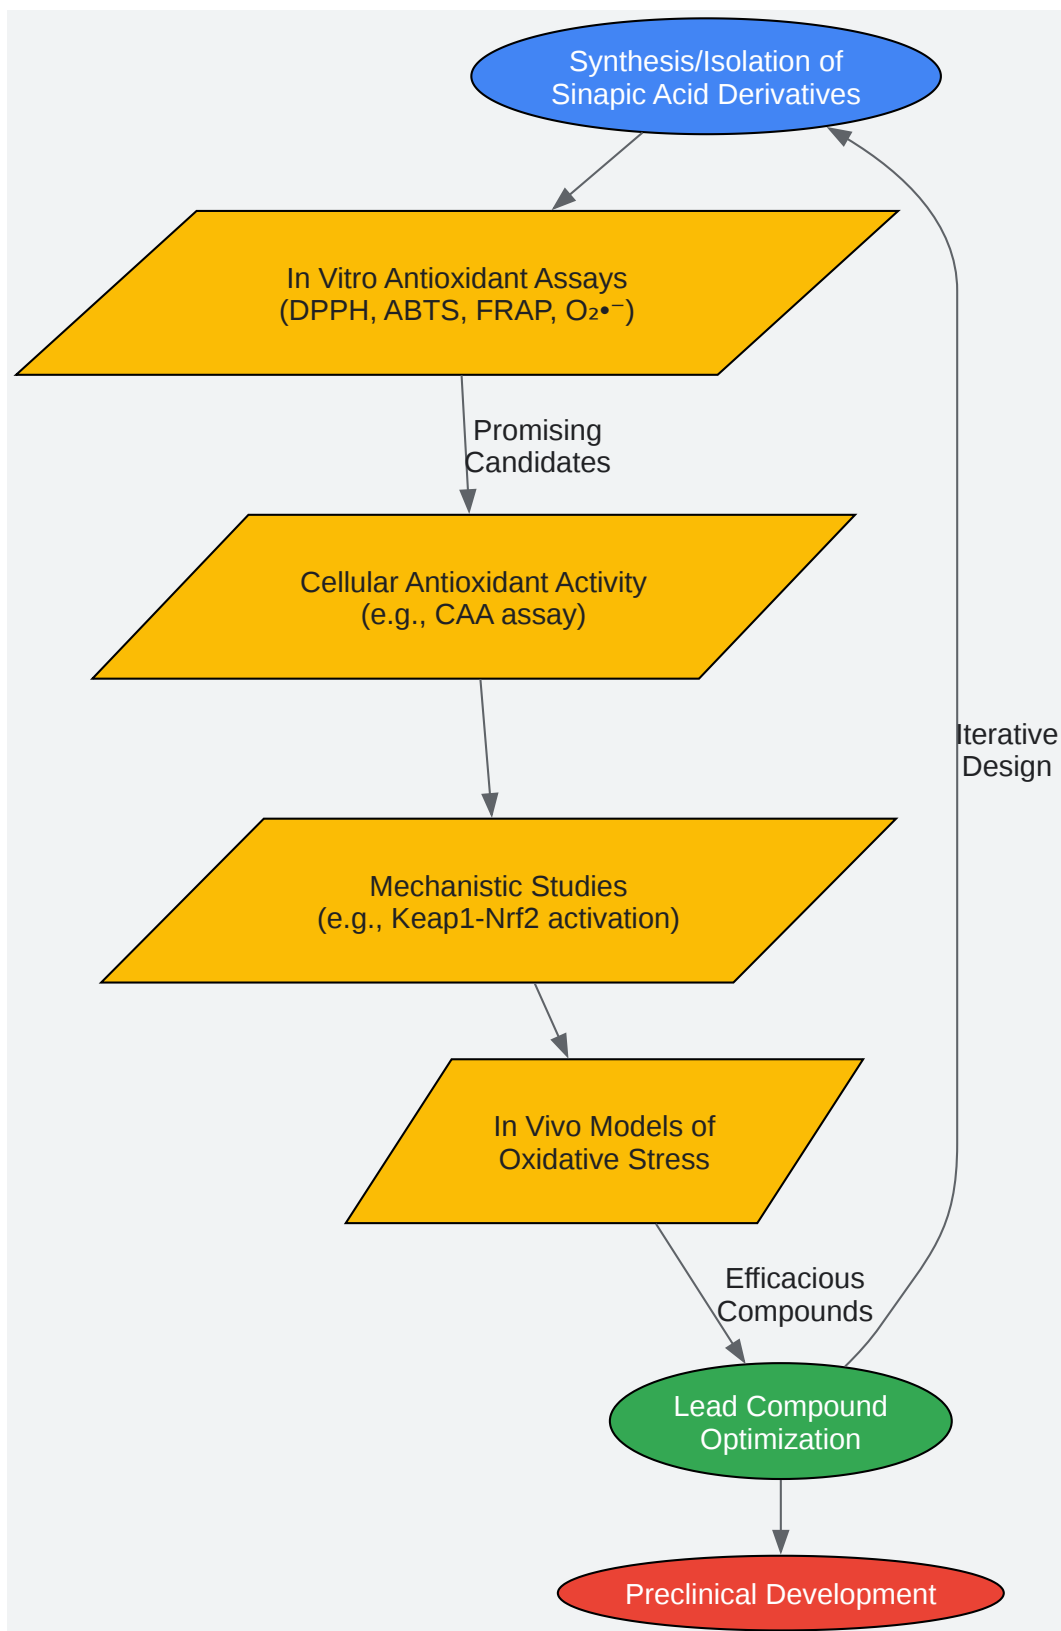 Synthesis/Isolation of
Sinapic Acid Derivatives
In Vitro Antioxidant Assays
(DPPH, ABTS, FRAP, O₂•⁻)
Promising
Candidates
Cellular Antioxidant Activity
(e.g., CAA assay)
Iterative
Design
Mechanistic Studies
(e.g., Keap1-Nrf2 activation)
In Vivo Models of
Oxidative Stress
Efficacious
Compounds
Lead Compound
Optimization
Preclinical Development